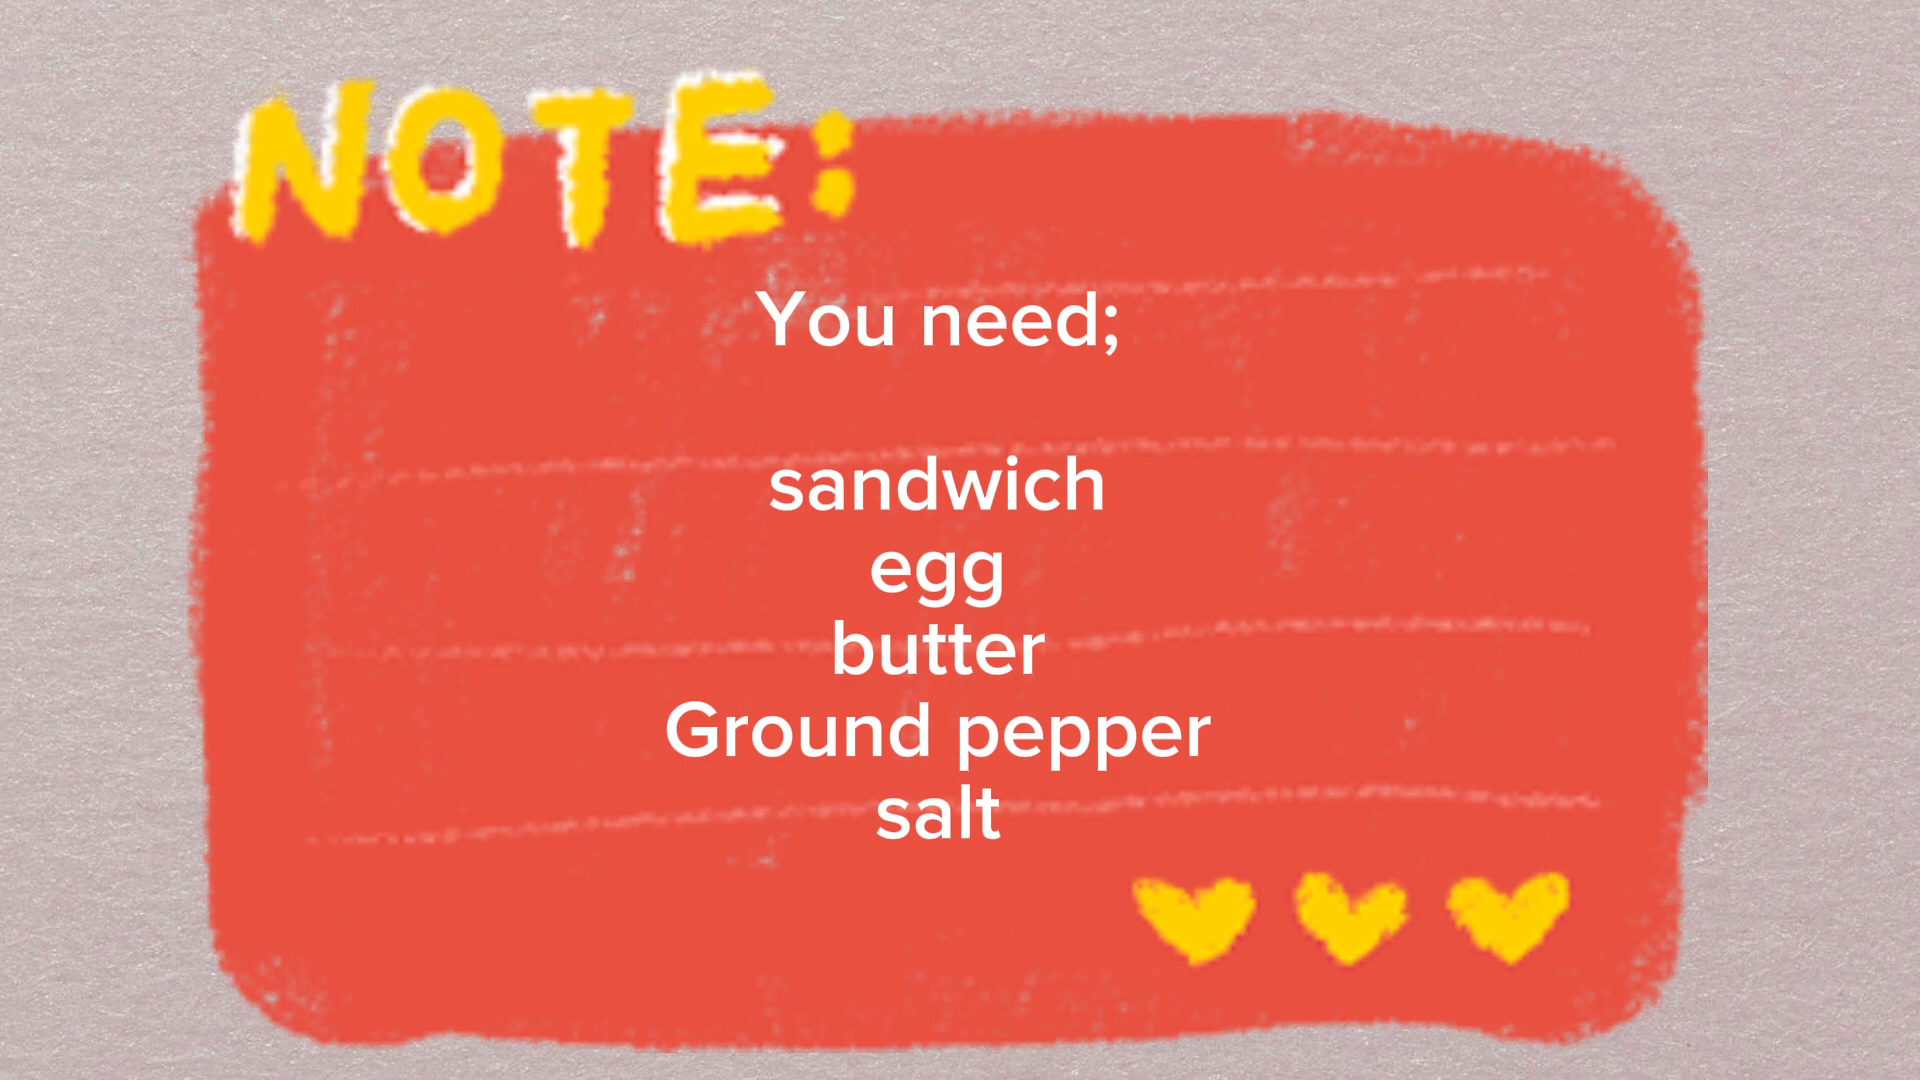 NOTE:
You need;
sandwich
egg
butter
Ground pepper
salt